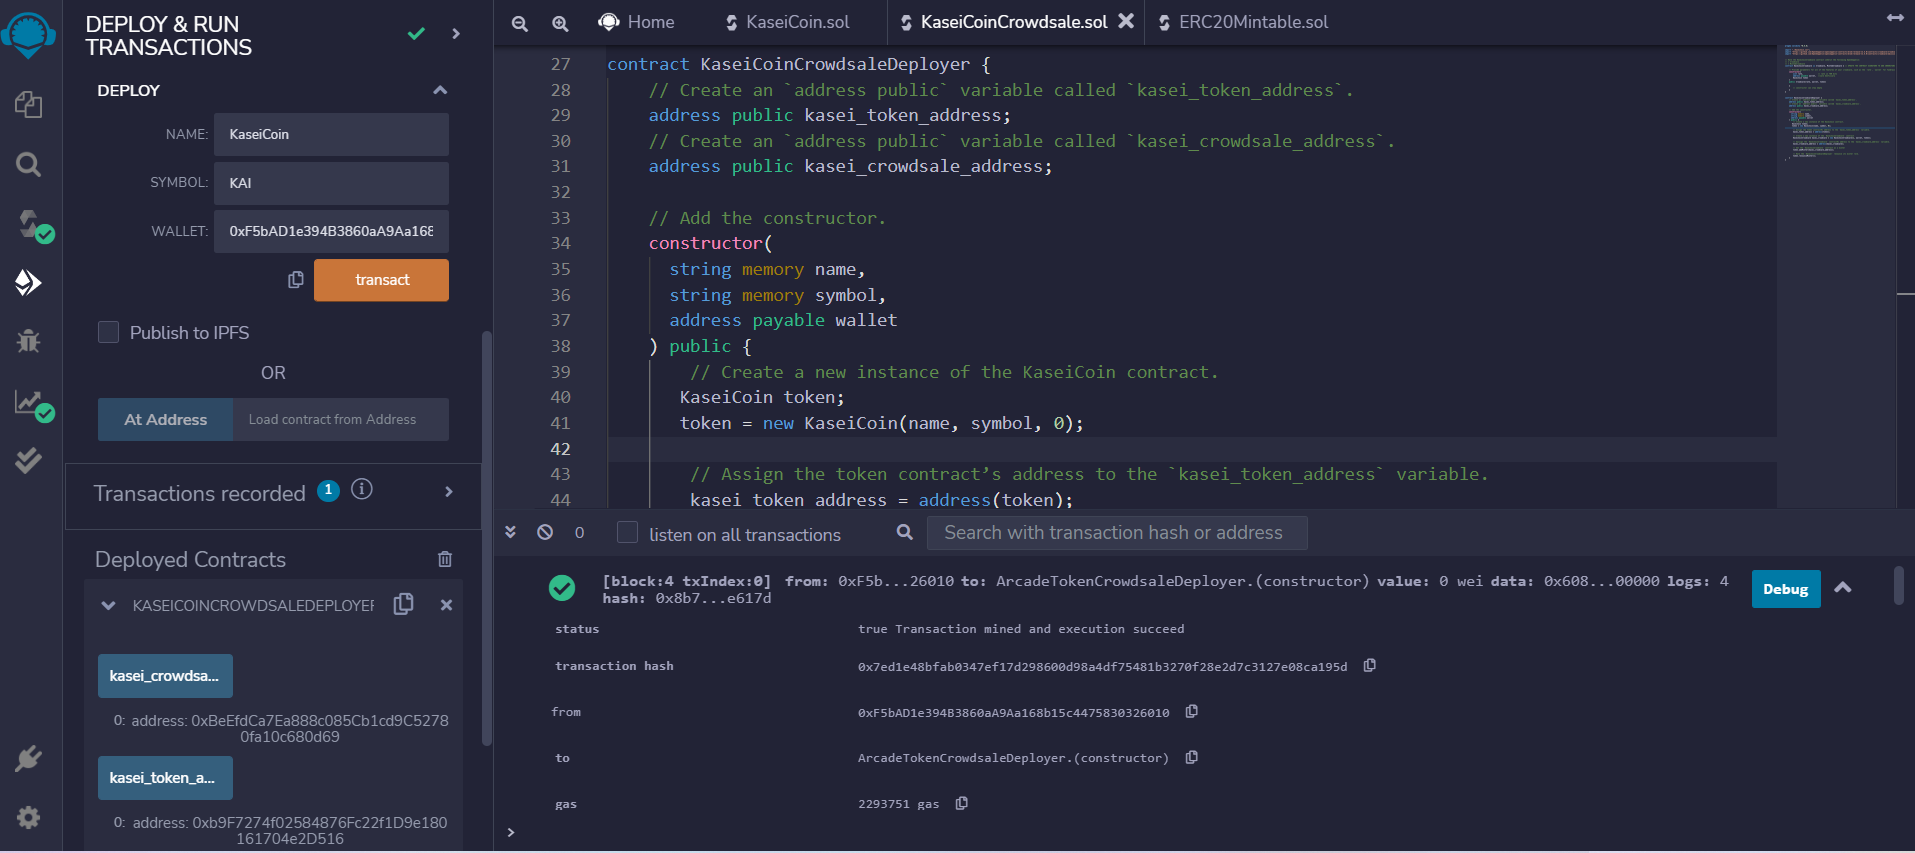 DEPLOY & RUN
TRANSACTIONS
DEPLOY
NAME: KaseiCoin
SYMBOL: KAI
WALLET: 0xF5bAD1e394B3860aA9Aa168
transact
Publish to IPFS
OR
At Address Load contract from Address
Transactions recorded 1 i
Deployed Contracts
KASEICOINCROWDSALEDEPLOYER
kasei_crowdsa...
0: address: 0xBeEfdCa7Ea888c085Cb1cd9C5278
0fa10c680d69
kasei_token_a...
0: address: 0xb9F7274f02584876Fc22f1D9e180
161704e2D516
Home KaseiCoin.sol KaseiCoinCrowdsale.sol ERC20Mintable.sol
27 contract KaseiCoinCrowdsaleDeployer {
28 // Create an `address public` variable called `kasei_token_address`.
29 address public kasei_token_address;
30 // Create an `address public` variable called `kasei_crowdsale_address`.
31 address public kasei_crowdsale_address;
32
33 // Add the constructor.
34 constructor(
35 string memory name,
36 string memory symbol,
37 address payable wallet
38 ) public {
39 // Create a new instance of the KaseiCoin contract.
40 KaseiCoin token;
41 token = new KaseiCoin(name, symbol, 0);
42
43 // Assign the token contract’s address to the `kasei_token_address` variable.
44 kasei_token_address = address(token);
0 listen on all transactions Search with transaction hash or address
[block:4 txIndex:0] from: 0xF5b...26010 to: ArcadeTokenCrowdsaleDeployer.(constructor) value: 0 wei data: 0x608...00000 logs: 4
hash: 0x8b7...e617d
Debug
status true Transaction mined and execution succeed
transaction hash 0x7ed1e48bfab0347ef17d298600d98a4df75481b3270f28e2d7c3127e08ca195d
from 0xF5bAD1e394B3860aA9Aa168b15c4475830326010
to ArcadeTokenCrowdsaleDeployer.(constructor)
gas 2293751 gas
>